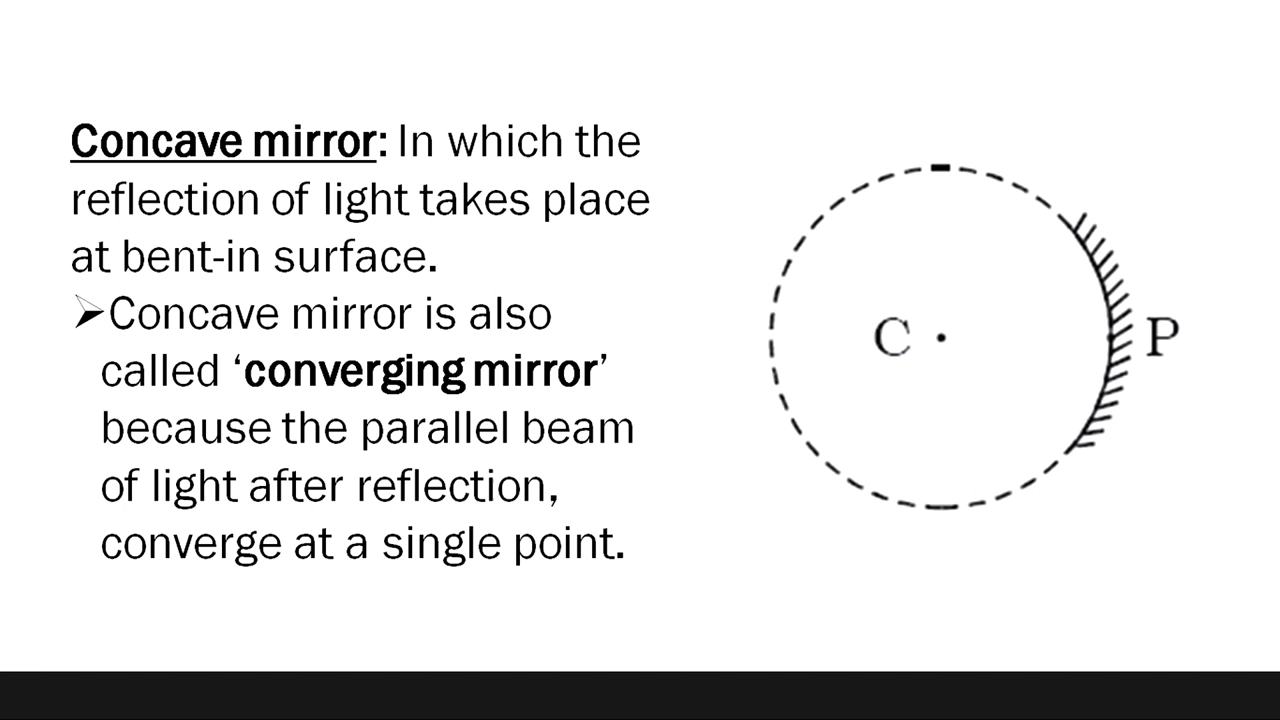 Concave mirror: In which the
reflection of light takes place
at bent-in surface.
➢Concave mirror is also
called ‘converging mirror’
because the parallel beam
of light after reflection,
converge at a single point.
C
P